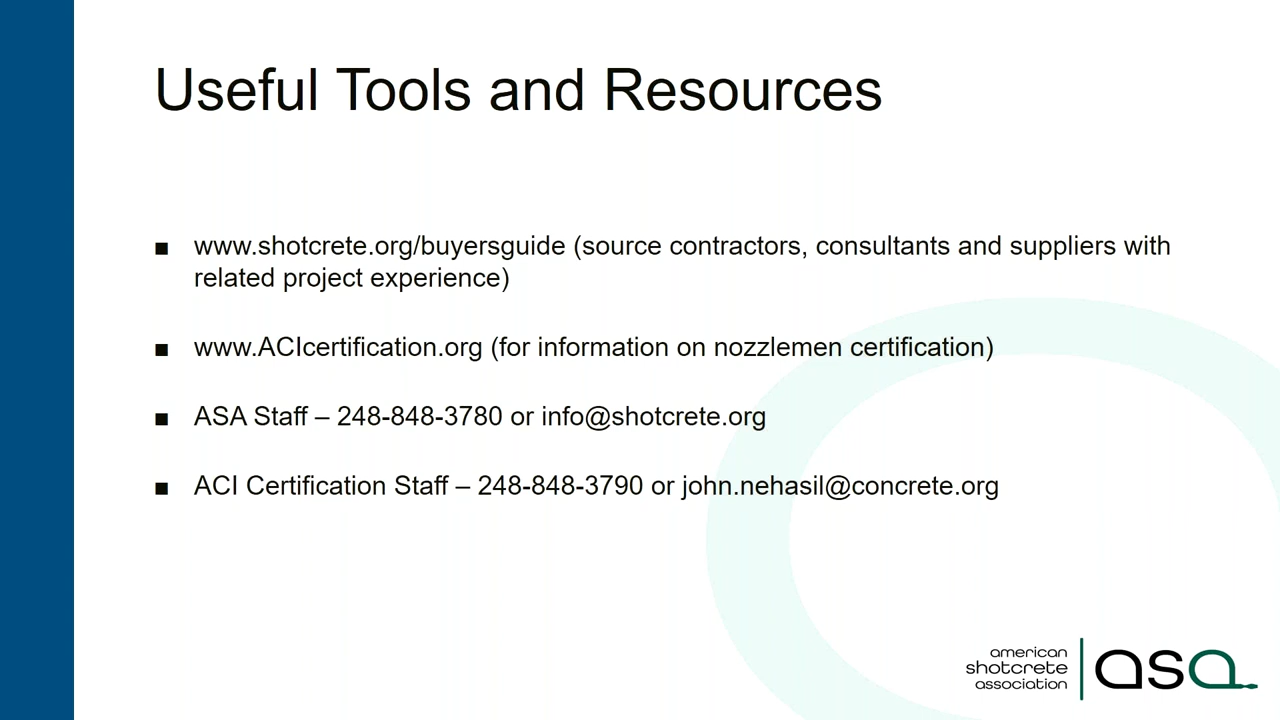 Useful Tools and Resources
■ www.shotcrete.org/buyersguide (source contractors, consultants and suppliers with
related project experience)
■ www.ACIcertification.org (for information on nozzlemen certification)
■ ASA Staff – 248-848-3780 or info@shotcrete.org
■ ACI Certification Staff – 248-848-3790 or john.nehasil@concrete.org
american
shotcrete
association
asa